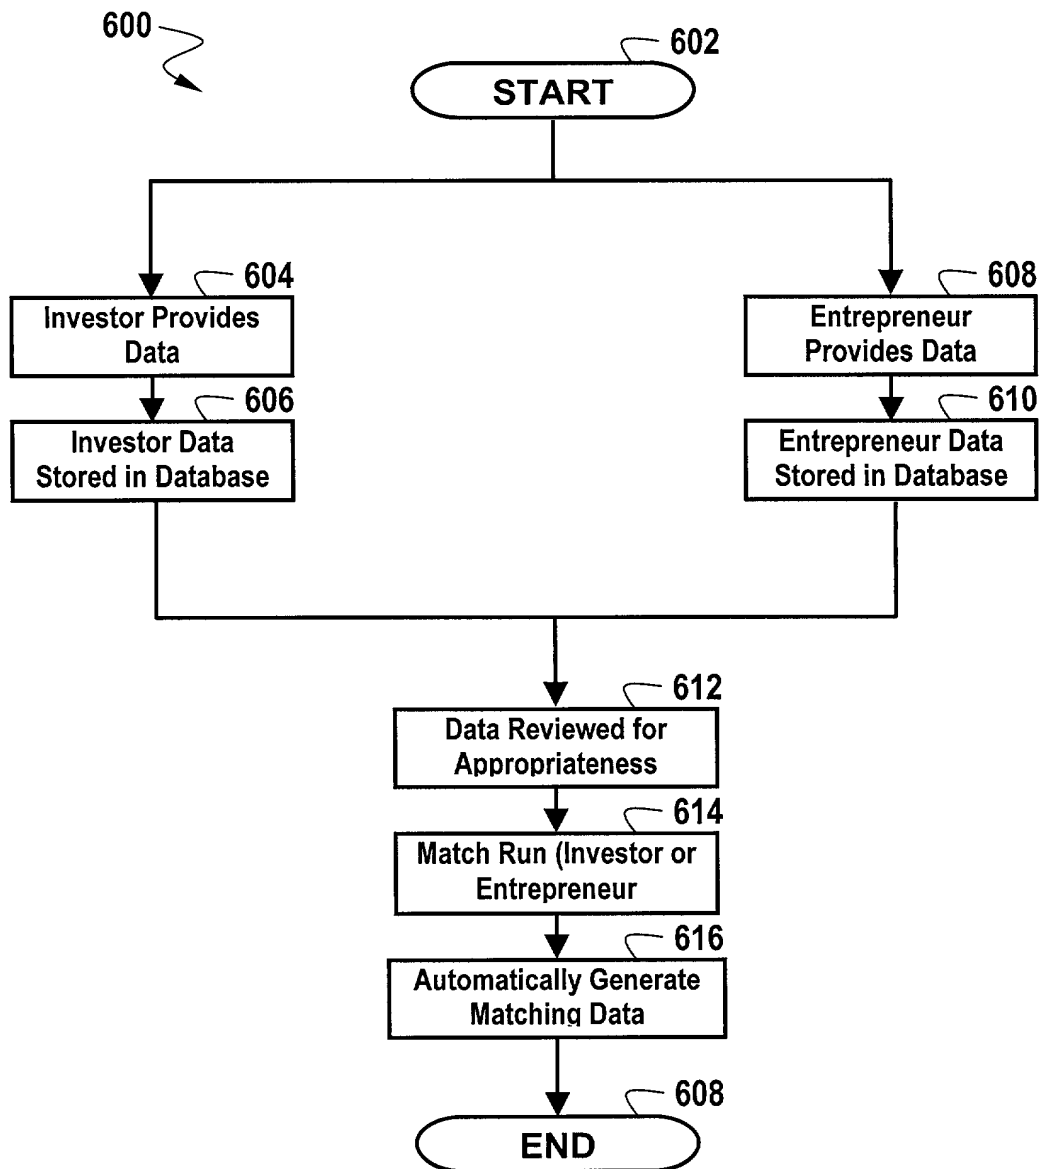 600
602
START
604
Investor Provides
Data
608
Entrepreneur
Provides Data
606
Investor Data
Stored in Database
610
Entrepreneur Data
Stored in Database
612
Data Reviewed for
Appropriateness
614
Match Run (Investor or
Entrepreneur
616
Automatically Generate
Matching Data
608
END